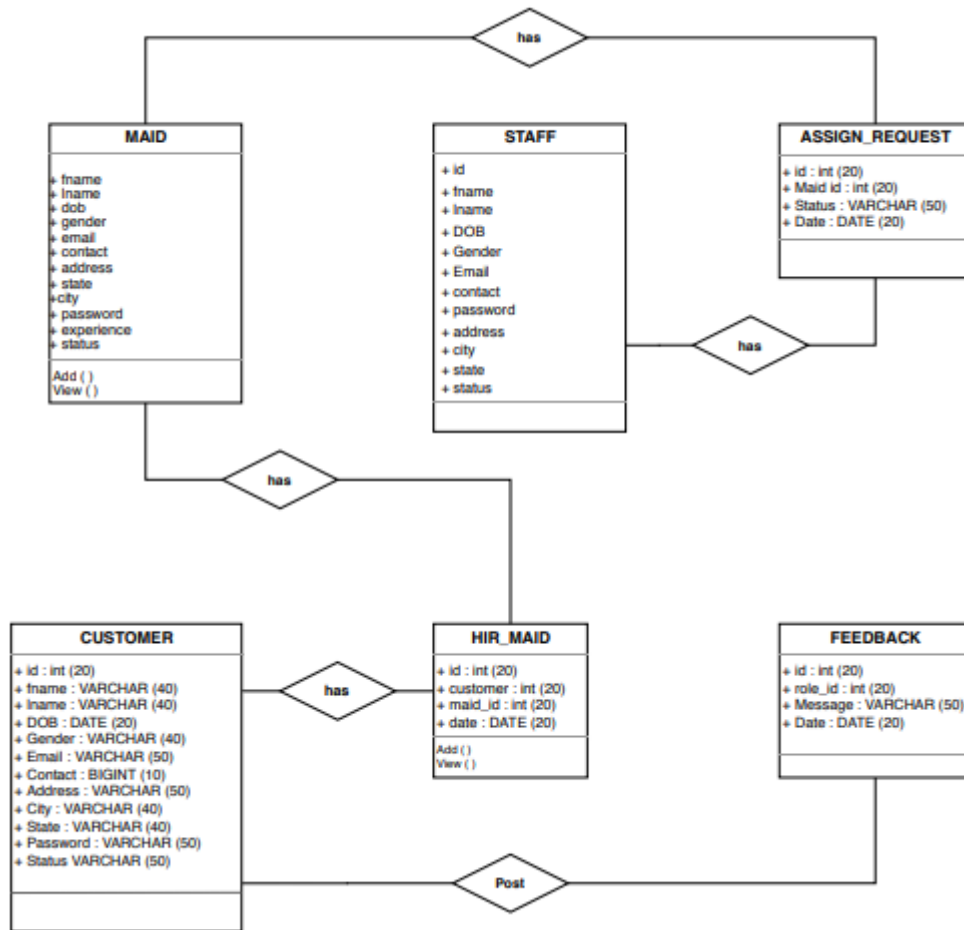 has
MAID
+ fname
+ lname
+ dob
+ gender
+ email
+ contact
+ address
+ state
+city
+ password
+ experience
+ status
Add ( )
View ( )
STAFF
+ id
+ fname
+ lname
+ DOB
+ Gender
+ Email
+ contact
+ password
+ address
+ city
+ state
+ status
ASSIGN_REQUEST
+ id : int (20)
+ Maid id : int (20)
+ Status : VARCHAR (50)
+ Date : DATE (20)
has
has
CUSTOMER
+ id : int (20)
+ fname : VARCHAR (40)
+ lname : VARCHAR (40)
+ DOB : DATE (20)
+ Gender : VARCHAR (40)
+ Email : VARCHAR (50)
+ Contact : BIGINT (10)
+ Address : VARCHAR (50)
+ City : VARCHAR (40)
+ State : VARCHAR (40)
+ Password : VARCHAR (50)
+ Status VARCHAR (50)
has
HIR_MAID
+ id : int (20)
+ customer : int (20)
+ maid_id : int (20)
+ date : DATE (20)
Add ( )
View ( )
FEEDBACK
+ id : int (20)
+ role_id : int (20)
+ Message : VARCHAR (50)
+ Date : DATE (20)
Post